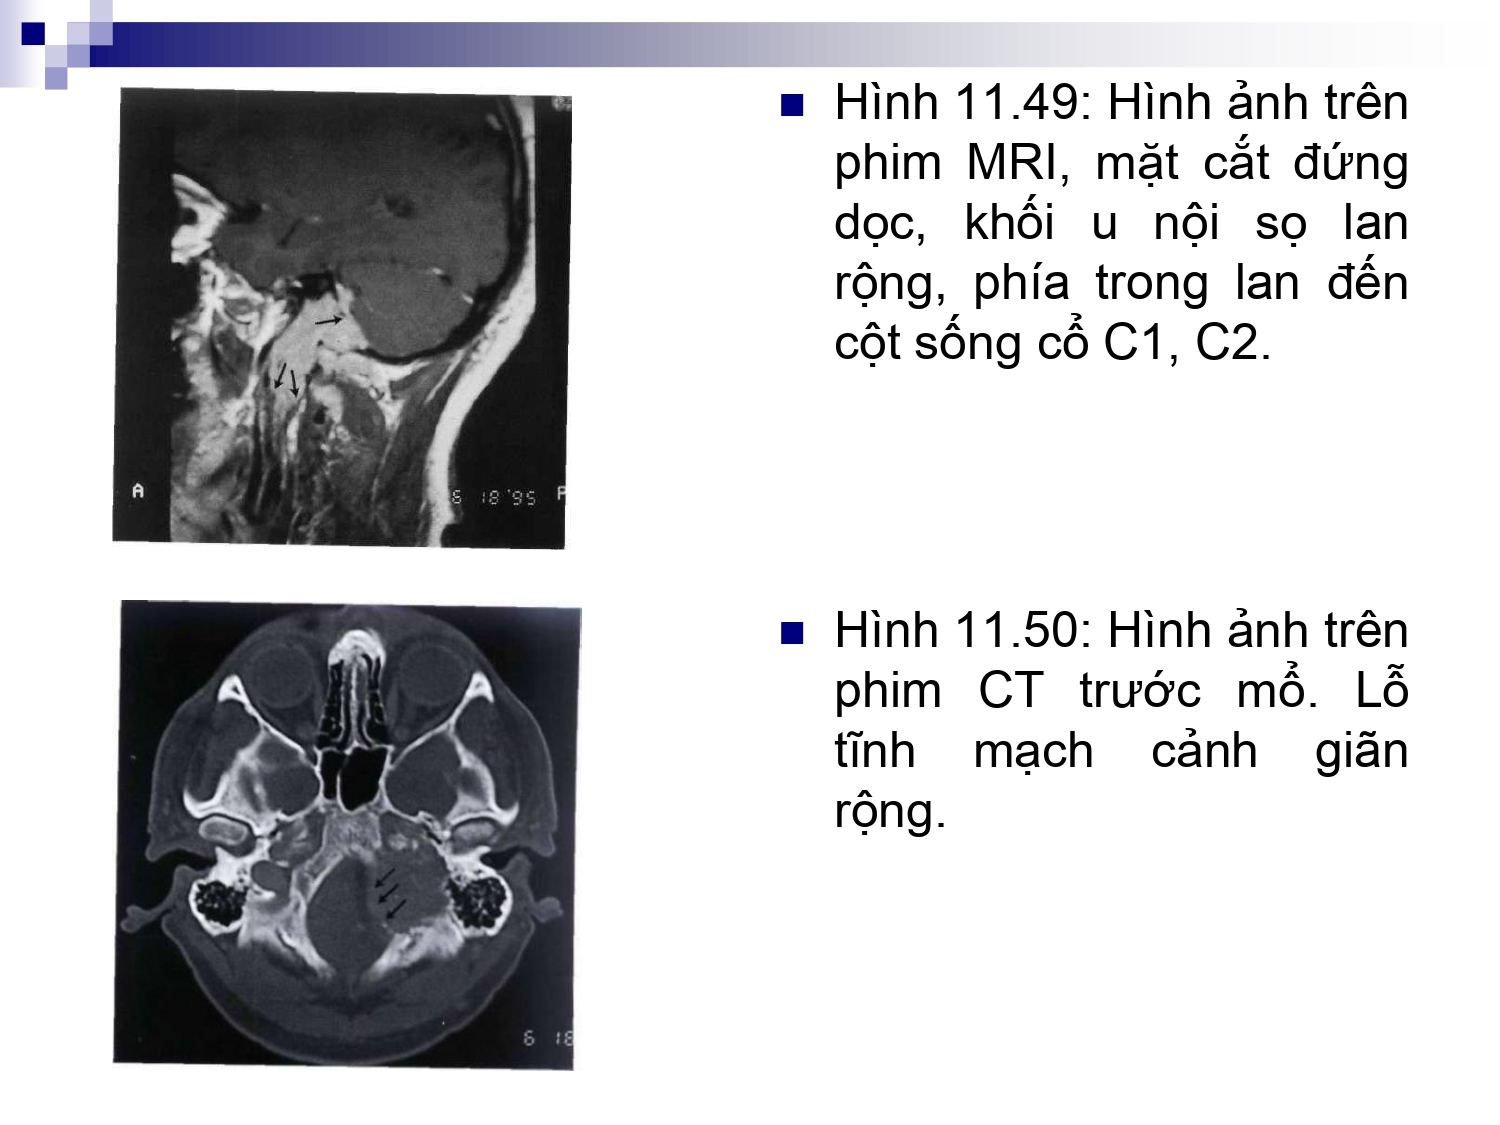 Hình 11.49: Hình ảnh trên
phim MRI, mặt cắt đứng
dọc, khối u nội sọ lan
rộng, phía trong lan đến
cột sống cổ C1, C2.
A
6 18 '95 P
Hình 11.50: Hình ảnh trên
phim CT trước mổ. Lỗ
tĩnh mạch cảnh giãn
rộng.
6 18